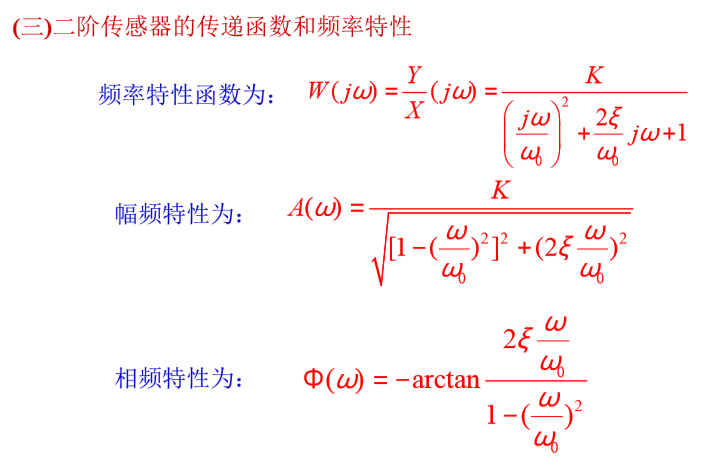 (三)二阶传感器的传递函数和频率特性
频率特性函数为： W(jω) = Y/X (jω) = K / ((jω/ω₀)² + 2ξ/ω₀ jω+1)
幅频特性为： A(ω) = K / √([1-(ω/ω₀)²]² + (2ξ ω/ω₀)²)
相频特性为： Φ(ω) = -arctan (2ξ ω/ω₀) / (1-(ω/ω₀)²)